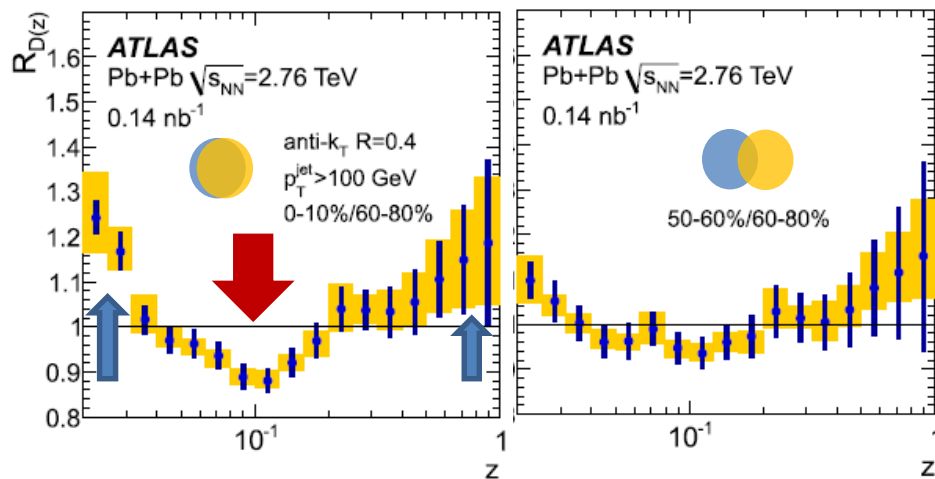 R_D(z)
1.6
1.5
1.4
1.3
1.2
1.1
1
0.9
0.8
ATLAS
Pb+Pb √s_NN=2.76 TeV
0.14 nb⁻¹
anti-k_T R=0.4
p_T^jet>100 GeV
0-10%/60-80%
10⁻¹
1
z
ATLAS
Pb+Pb √s_NN=2.76 TeV
0.14 nb⁻¹
50-60%/60-80%
10⁻¹
1
z